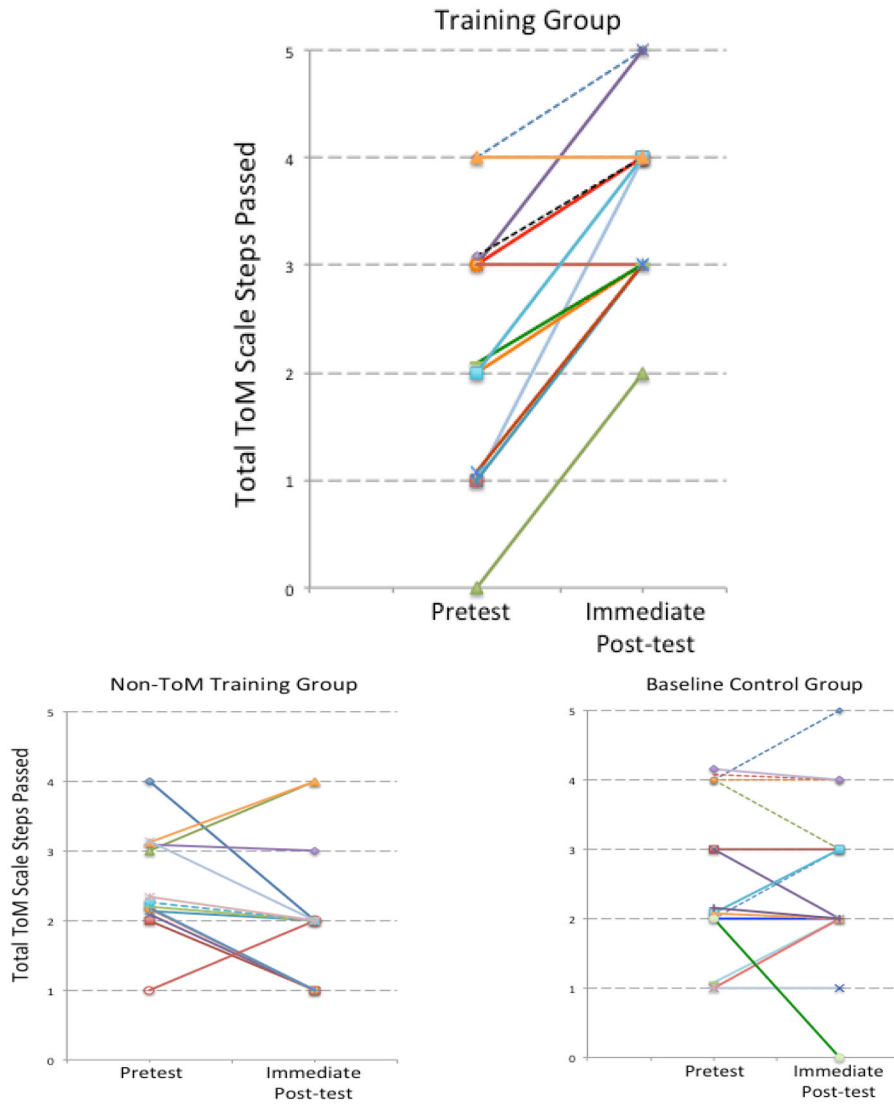 Training Group
Total ToM Scale Steps Passed
5
4
3
2
1
0
Pretest
Immediate
Post-test
Non-ToM Training Group
Total ToM Scale Steps Passed
5
4
3
2
1
0
Pretest
Immediate
Post-test
Baseline Control Group
5
4
3
2
1
0
Pretest
Immediate
Post-test